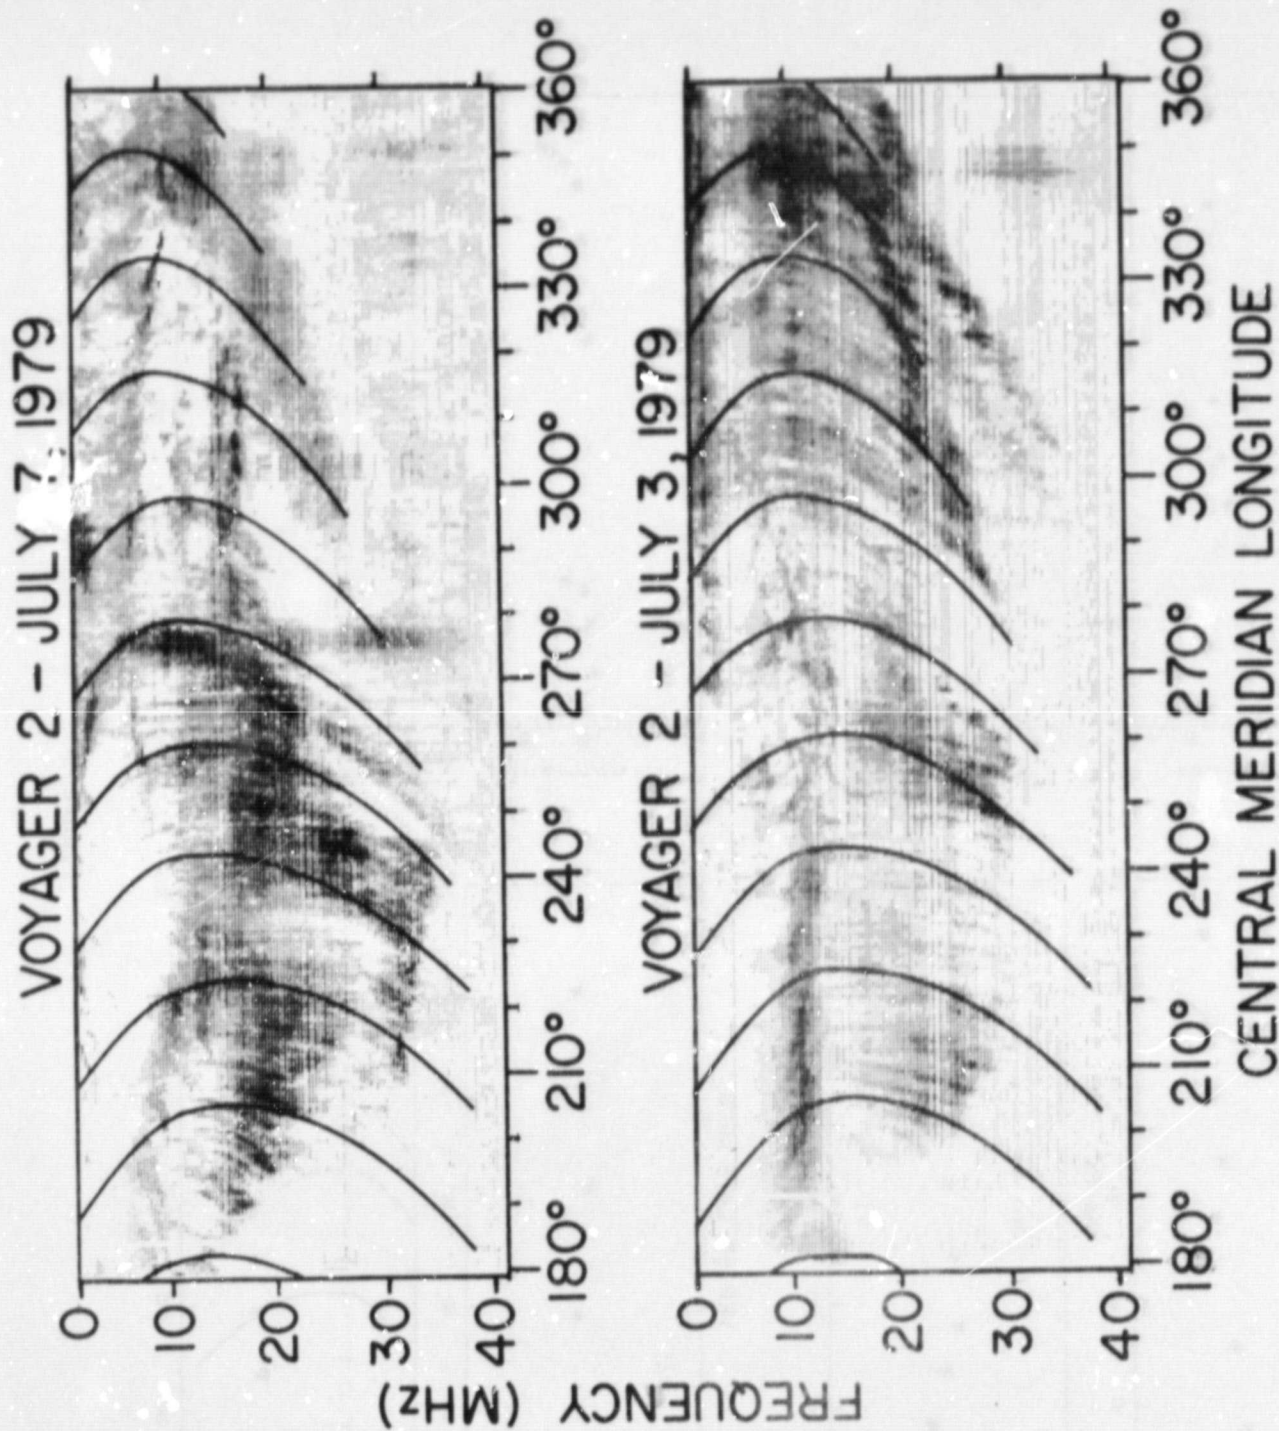 VOYAGER 2 – JULY 7, 1979
0
10
20
30
40
180° 210° 240° 270° 300° 330° 360°
VOYAGER 2 – JULY 3, 1979
0
10
20
30
40
180° 210° 240° 270° 300° 330° 360°
FREQUENCY (MHz)
CENTRAL MERIDIAN LONGITUDE